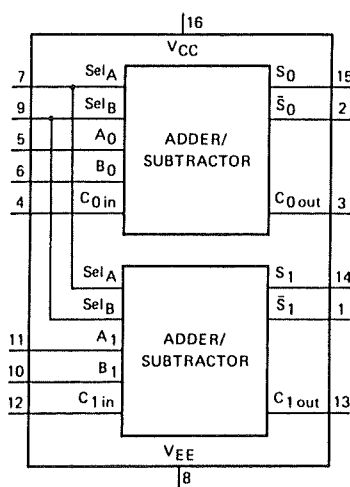 16
VCC
7 SelA S0 15
9 SelB S̄0 2
5 A0 ADDER/
SUBTRACTOR
6 B0
4 C0 in C0 out 3
SelA S1 14
SelB S̄1 1
11 A1 ADDER/
SUBTRACTOR
10 B1
12 C1 in C1 out 13
VEE
8